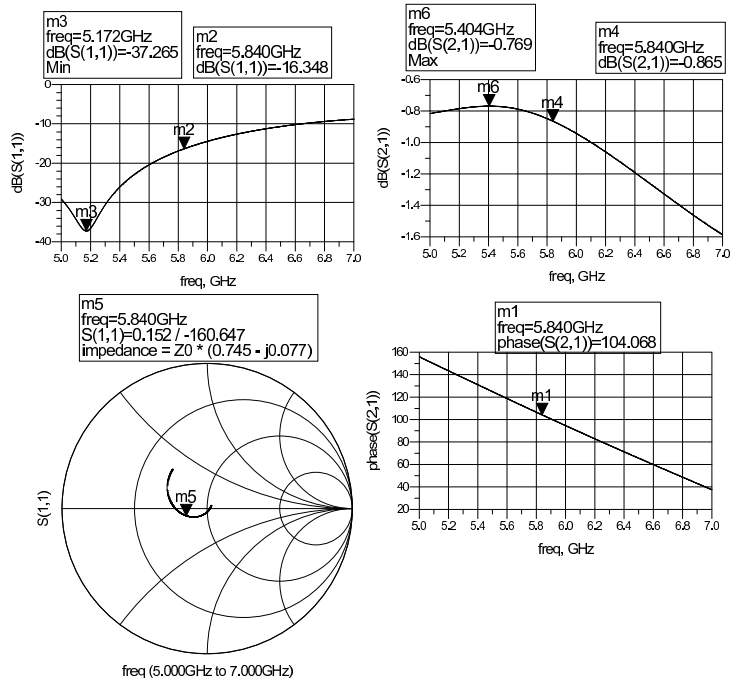 m3
freq=5.172GHz
dB(S(1,1))=-37.265
Min
m2
freq=5.840GHz
dB(S(1,1))=-16.348
0
-10
-20
-30
-40
dB(S(1,1))
m2
m3
5.0 5.2 5.4 5.6 5.8 6.0 6.2 6.4 6.6 6.8 7.0
freq, GHz
m6
freq=5.404GHz
dB(S(2,1))=-0.769
Max
m4
freq=5.840GHz
dB(S(2,1))=-0.865
-0.6
-0.8
-1.0
-1.2
-1.4
-1.6
dB(S(2,1))
m6
m4
5.0 5.2 5.4 5.6 5.8 6.0 6.2 6.4 6.6 6.8 7.0
freq, GHz
m5
freq=5.840GHz
S(1,1)=0.152 / -160.647
impedance = Z0 * (0.745 - j0.077)
S(1,1)
m5
freq (5.000GHz to 7.000GHz)
m1
freq=5.840GHz
phase(S(2,1))=104.068
160
140
120
100
80
60
40
20
phase(S(2,1))
m1
5.0 5.2 5.4 5.6 5.8 6.0 6.2 6.4 6.6 6.8 7.0
freq, GHz